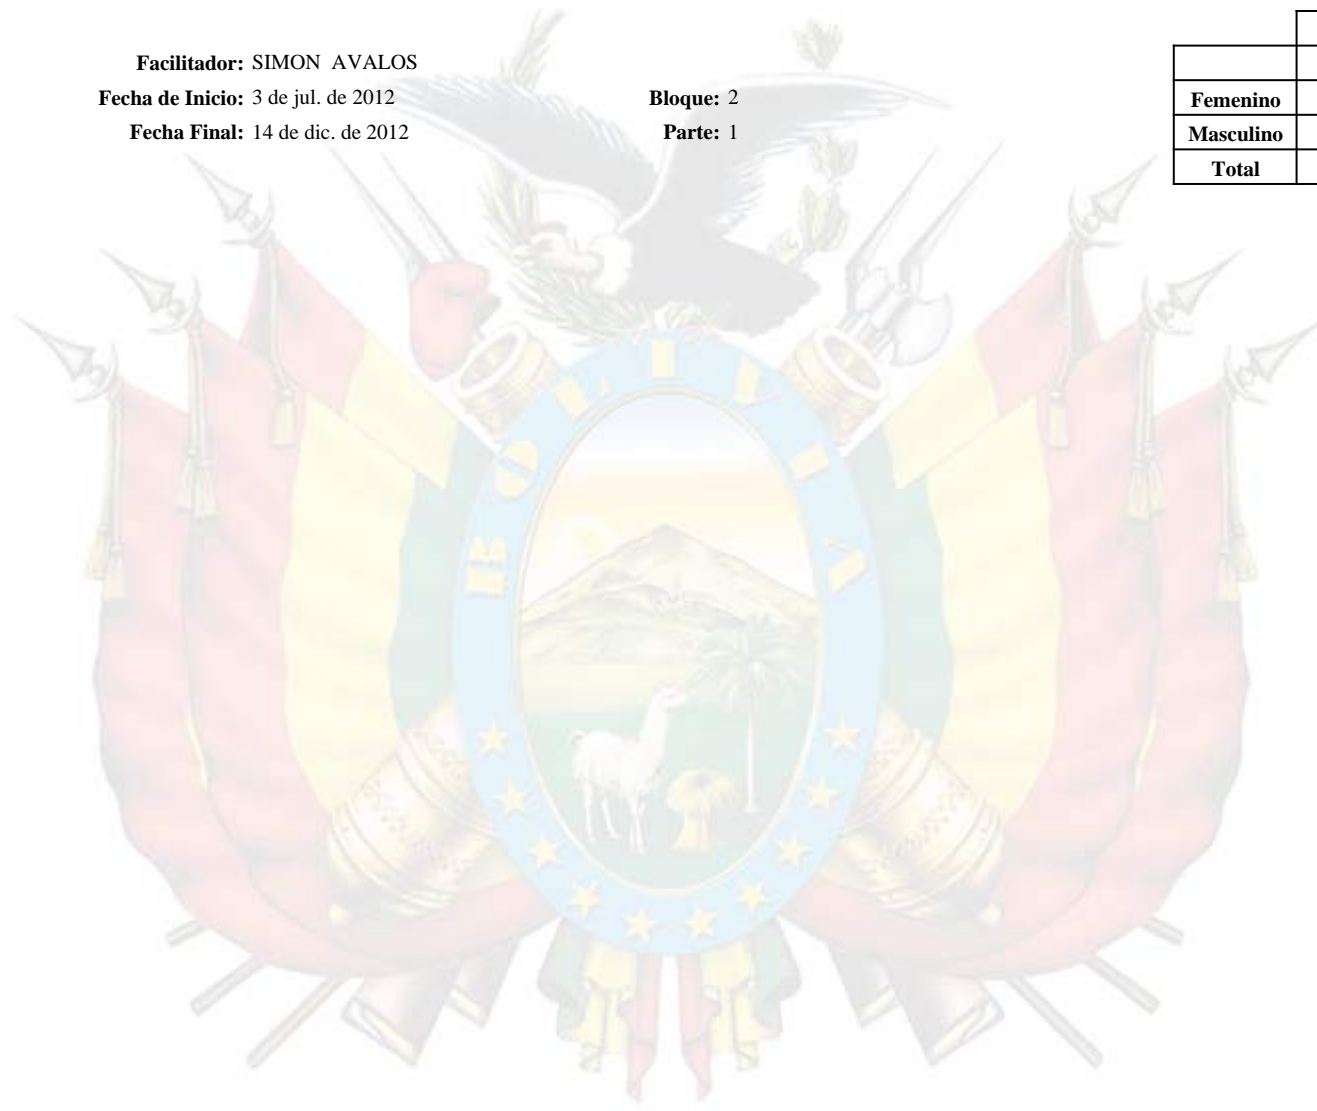 Facilitador: SIMON AVALOS
Fecha de Inicio: 3 de jul. de 2012 Bloque: 2
Fecha Final: 14 de dic. de 2012 Parte: 1
Femenino
Masculino
Total
BOLIVIA